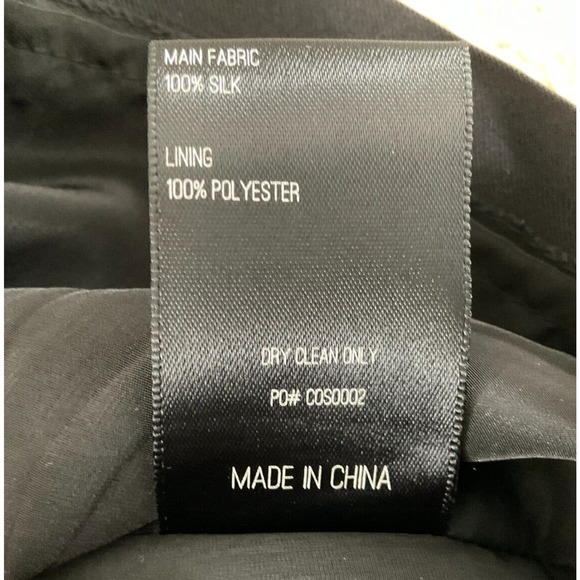 MAIN FABRIC
100% SILK
LINING
100% POLYESTER
DRY CLEAN ONLY
PO# COS0002
MADE IN CHINA